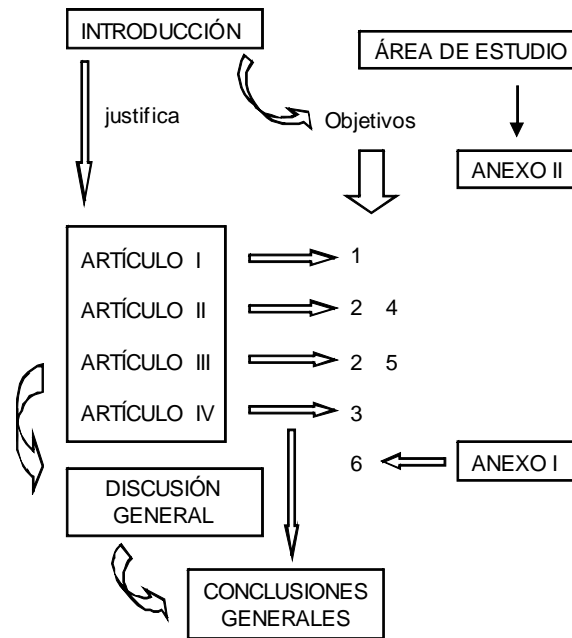 INTRODUCCIÓN
ÁREA DE ESTUDIO
justifica
Objetivos
ANEXO II
ARTÍCULO I
1
ARTÍCULO II
2 4
ARTÍCULO III
2 5
ARTÍCULO IV
3
6
ANEXO I
DISCUSIÓN
GENERAL
CONCLUSIONES
GENERALES